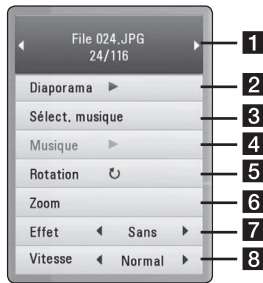 File 024.JPG
24/116
1
Diaporama
2
Sélect. musique
3
Musique
4
Rotation
5
Zoom
6
Effet Sans
7
Vitesse Normal
8